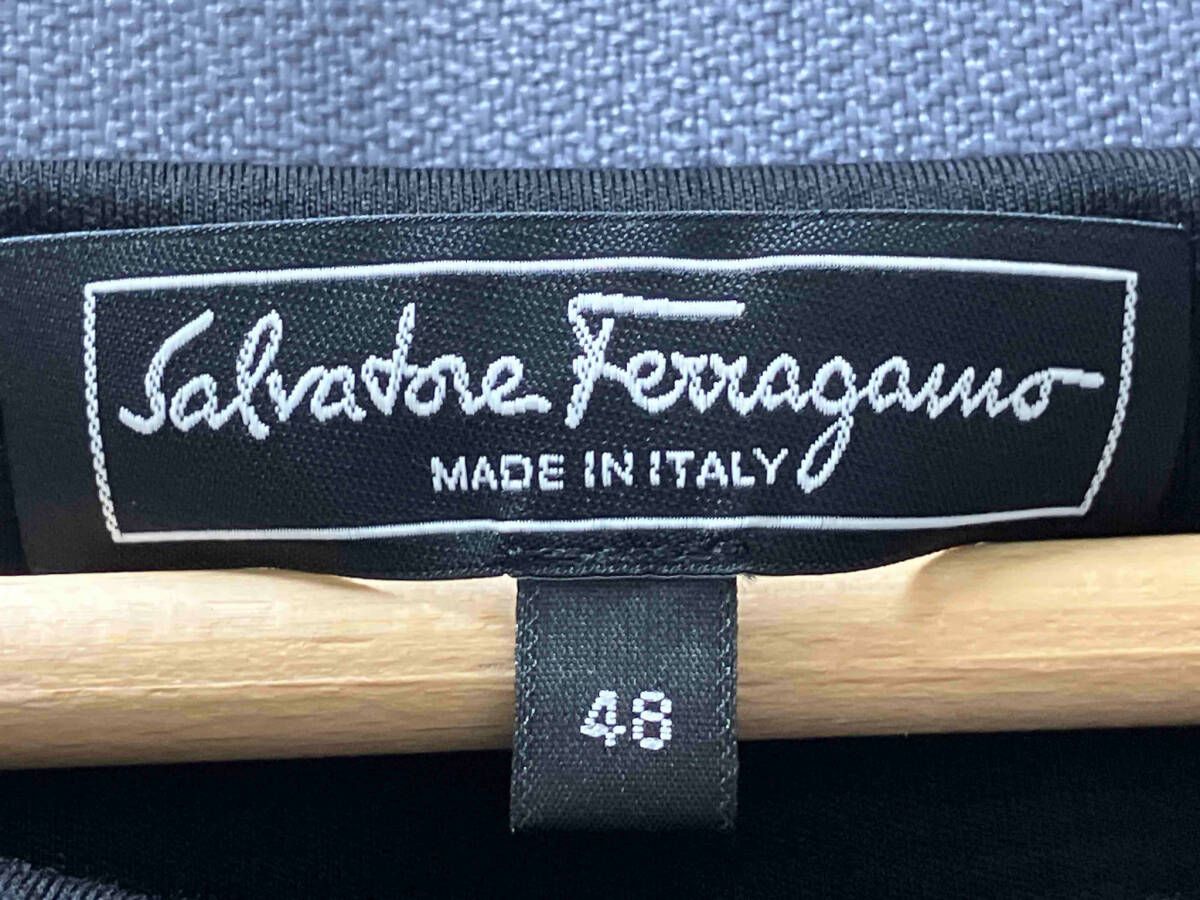 Salvatore Ferragamo
MADE IN ITALY
48